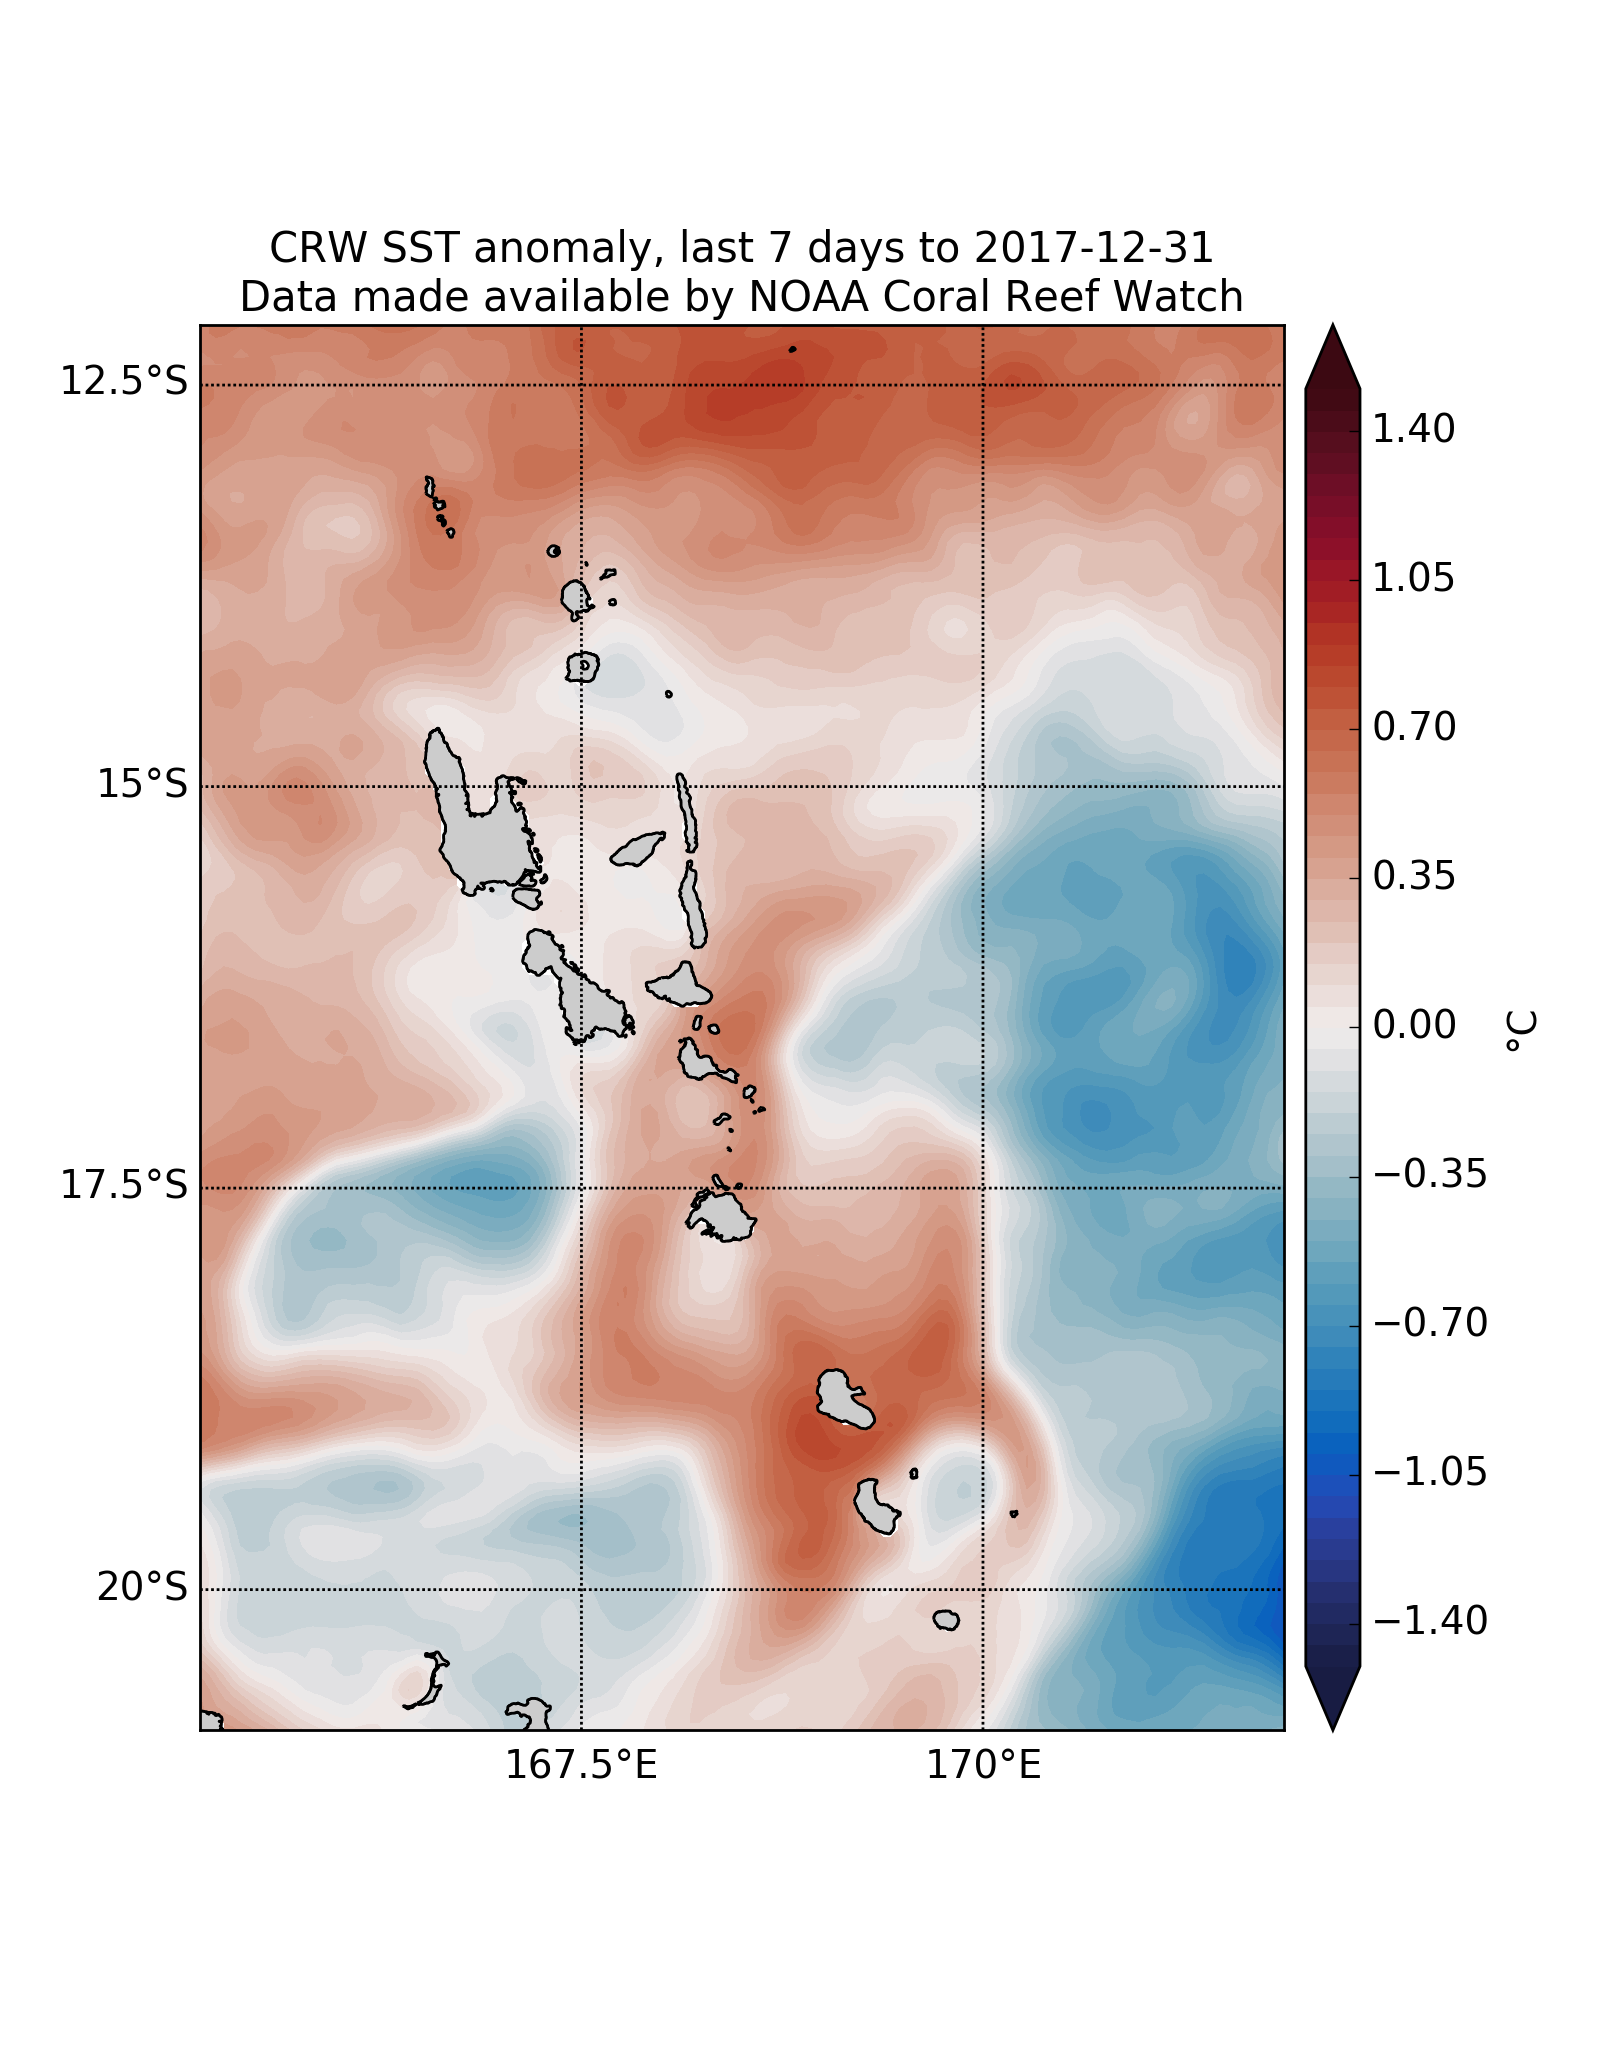 CRW SST anomaly, last 7 days to 2017-12-31
Data made available by NOAA Coral Reef Watch
12.5°S
15°S
17.5°S
20°S
167.5°E
170°E
1.40
1.05
0.70
0.35
0.00
−0.35
−0.70
−1.05
−1.40
°C